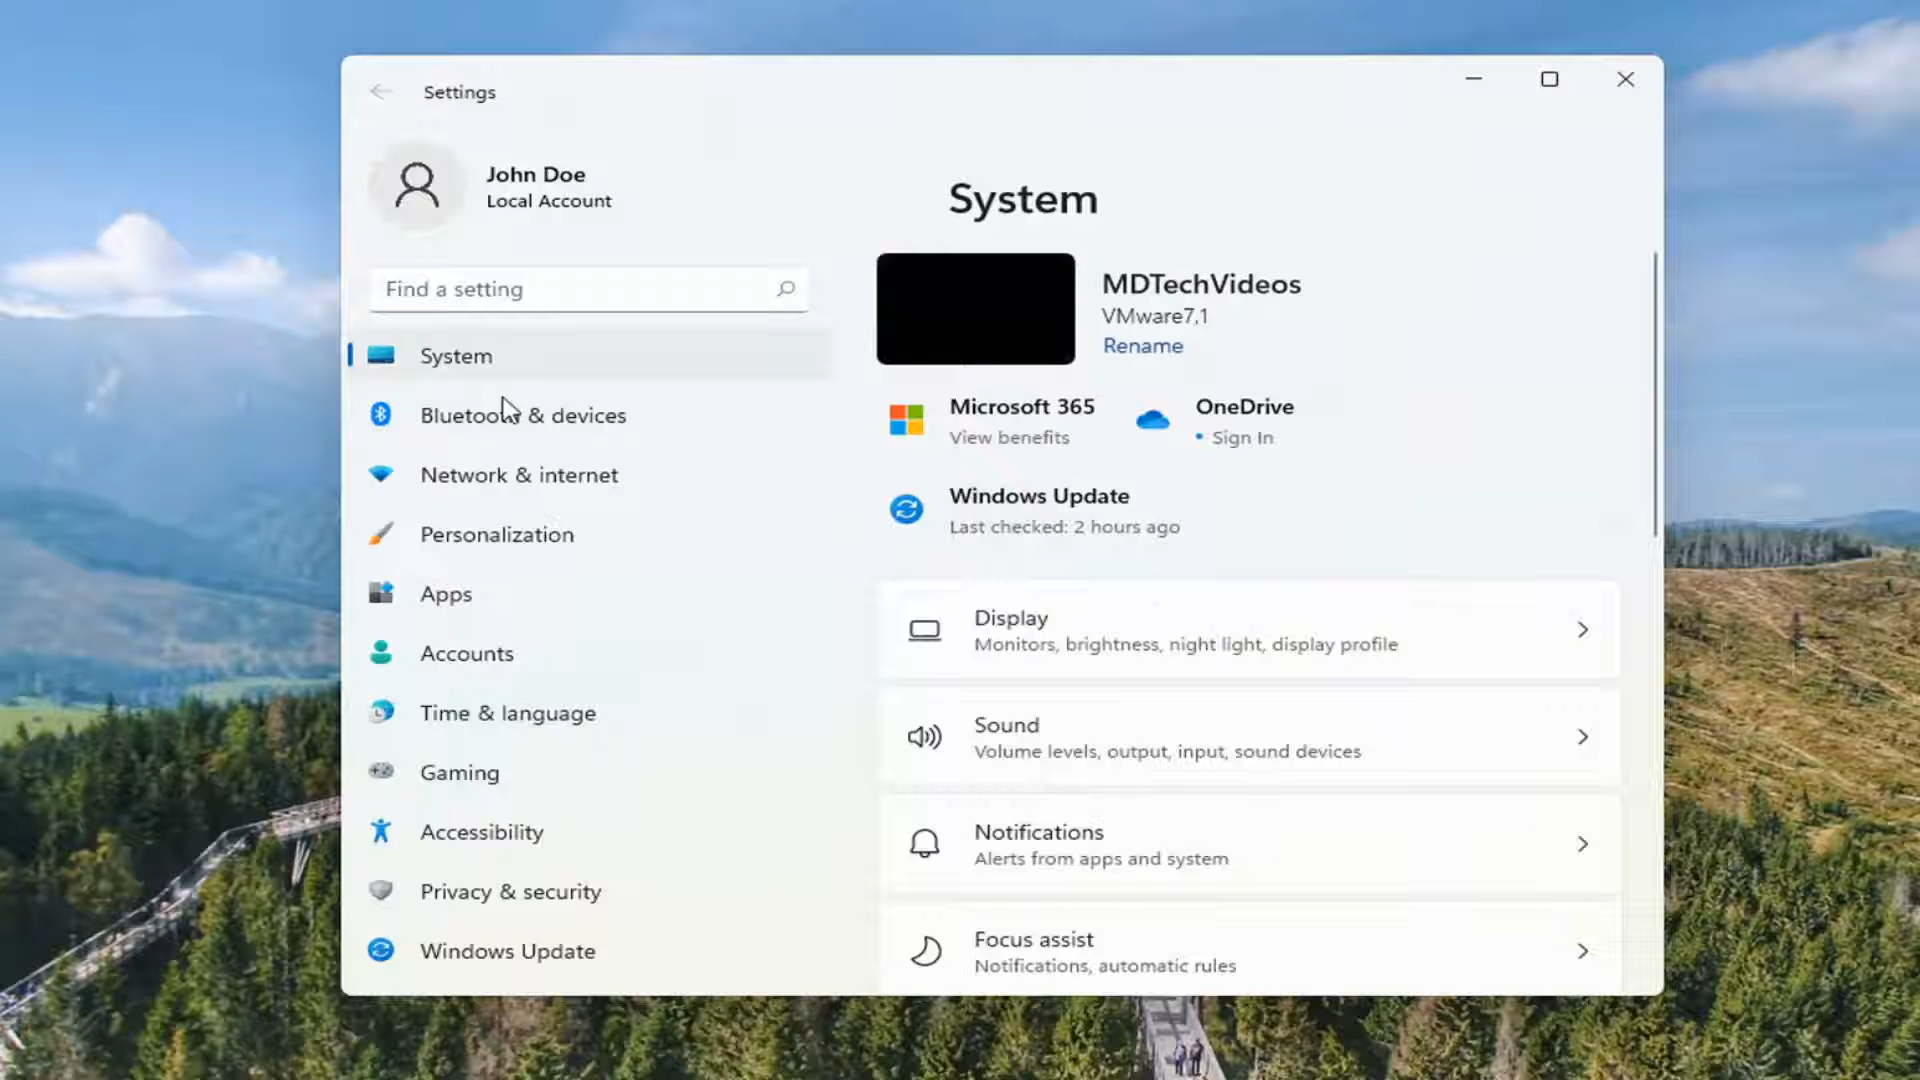 Settings
John Doe
Local Account
Find a setting
System
Bluetooth & devices
Network & internet
Personalization
Apps
Accounts
Time & language
Gaming
Accessibility
Privacy & security
Windows Update
System
MDTechVideos
VMware7,1
Rename
Microsoft 365
View benefits
OneDrive
• Sign In
Windows Update
Last checked: 2 hours ago
Display
Monitors, brightness, night light, display profile
Sound
Volume levels, output, input, sound devices
Notifications
Alerts from apps and system
Focus assist
Notifications, automatic rules